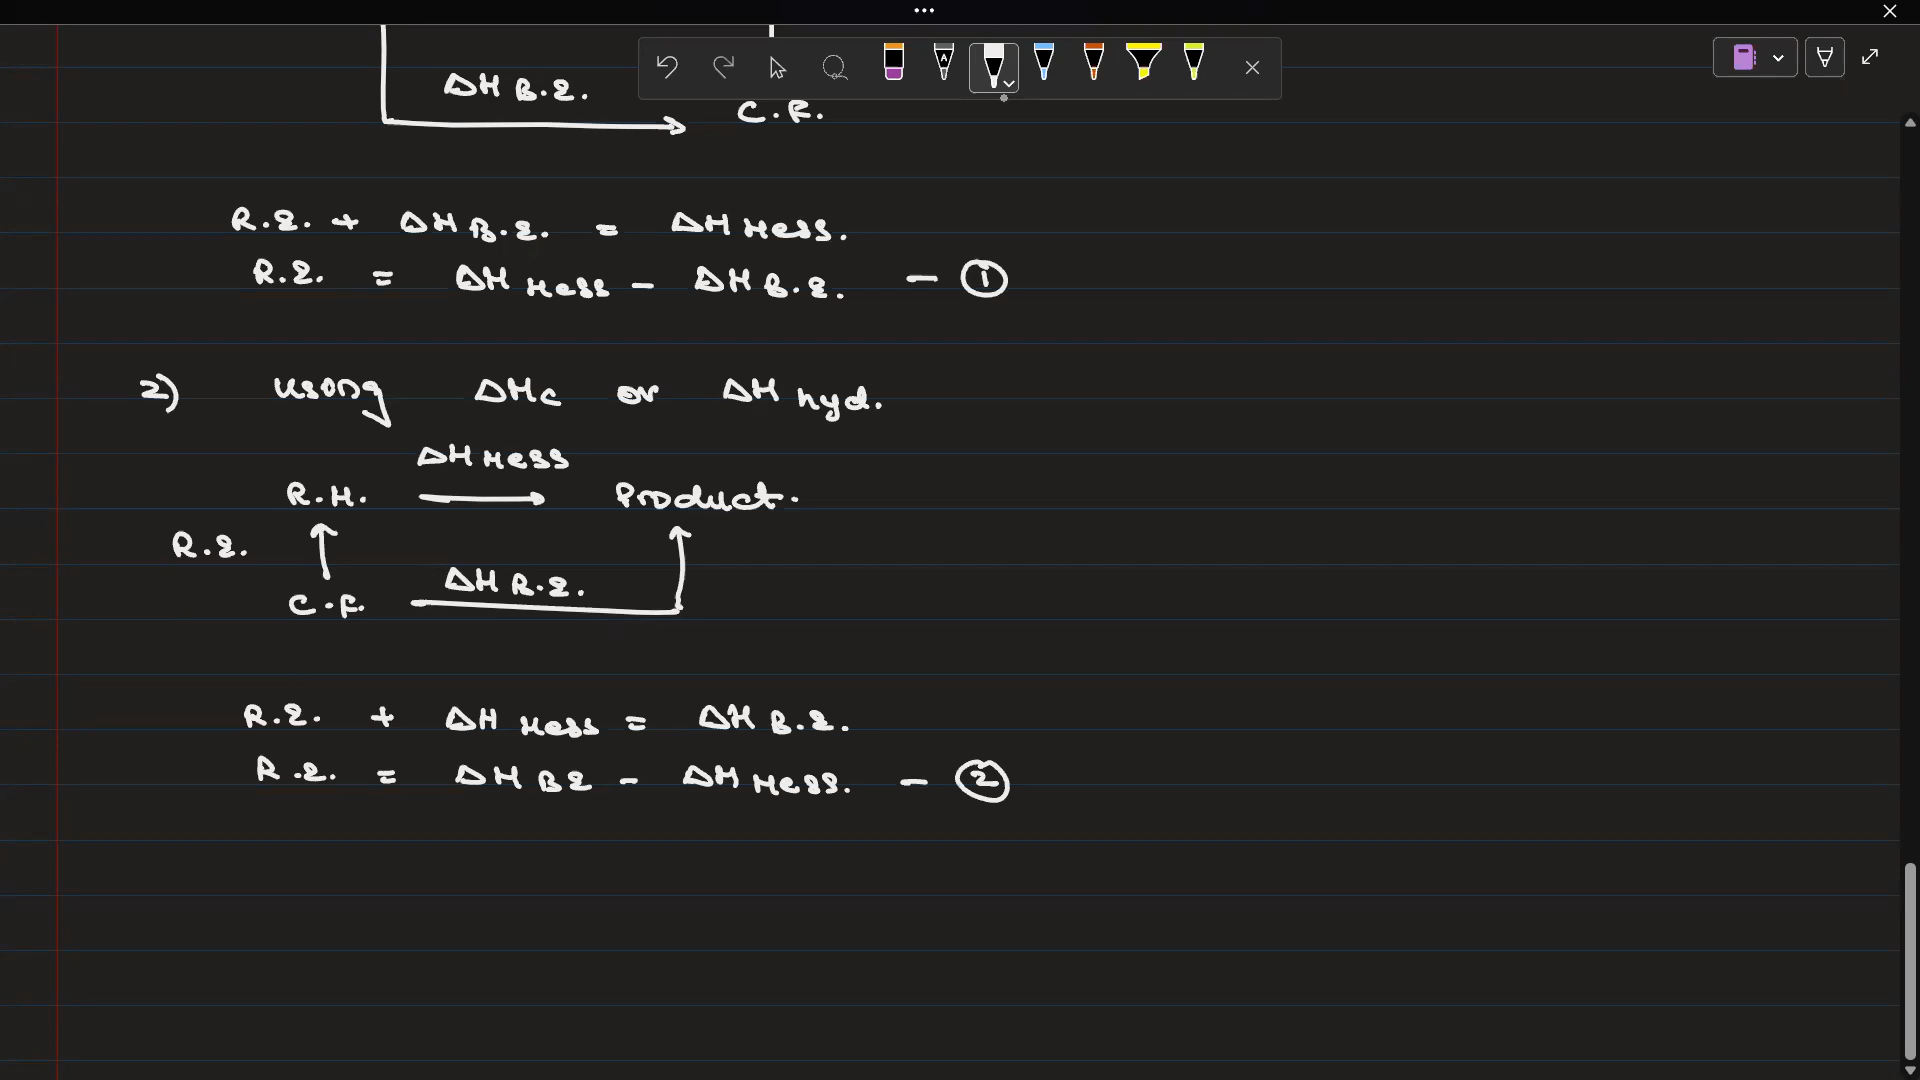 ΔH B.E.
C.F.
R.E. + ΔH B.E. = ΔH Hess.
R.E. = ΔH Hess - ΔH B.E. - ①
2) Using ΔHc or ΔH hyd.
ΔH Hess
R.H. → Product.
R.E.
ΔH B.E.
C.F.
R.E. + ΔH Hess = ΔH B.E.
R.E. = ΔH BE - ΔH Hess. - ②